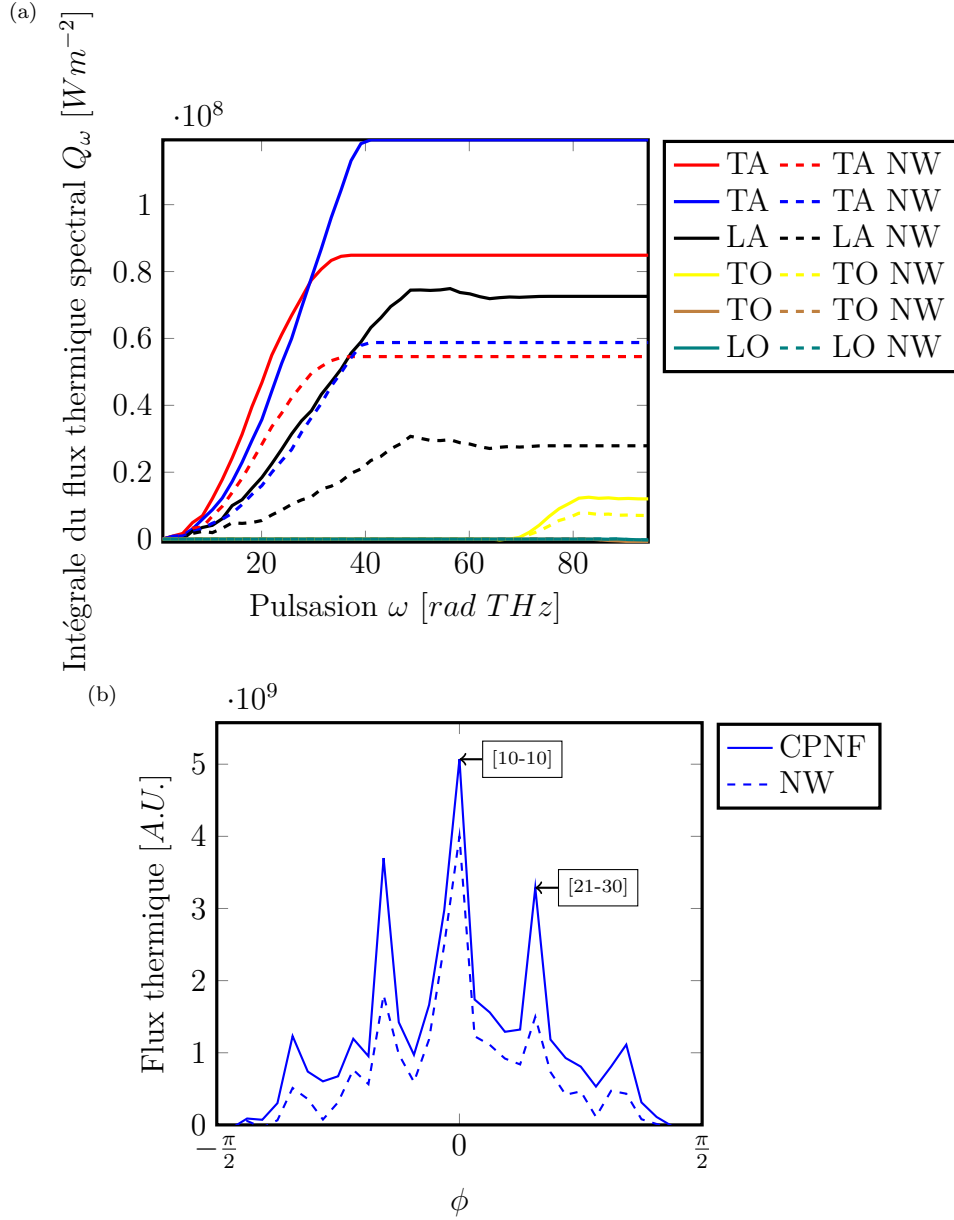 (a)
Intégrale du flux thermique spectral Q_ω [Wm^{-2}]
·10^8
1
0.8
0.6
0.4
0.2
0
20 40 60 80
Pulsasion ω [rad THz]
TA TA NW
TA TA NW
LA LA NW
TO TO NW
TO TO NW
LO LO NW
(b)
Flux thermique [A.U.]
·10^9
5
4
3
2
1
0
[10-10]
[21-30]
−π/2 0 π/2
ϕ
CPNF
NW